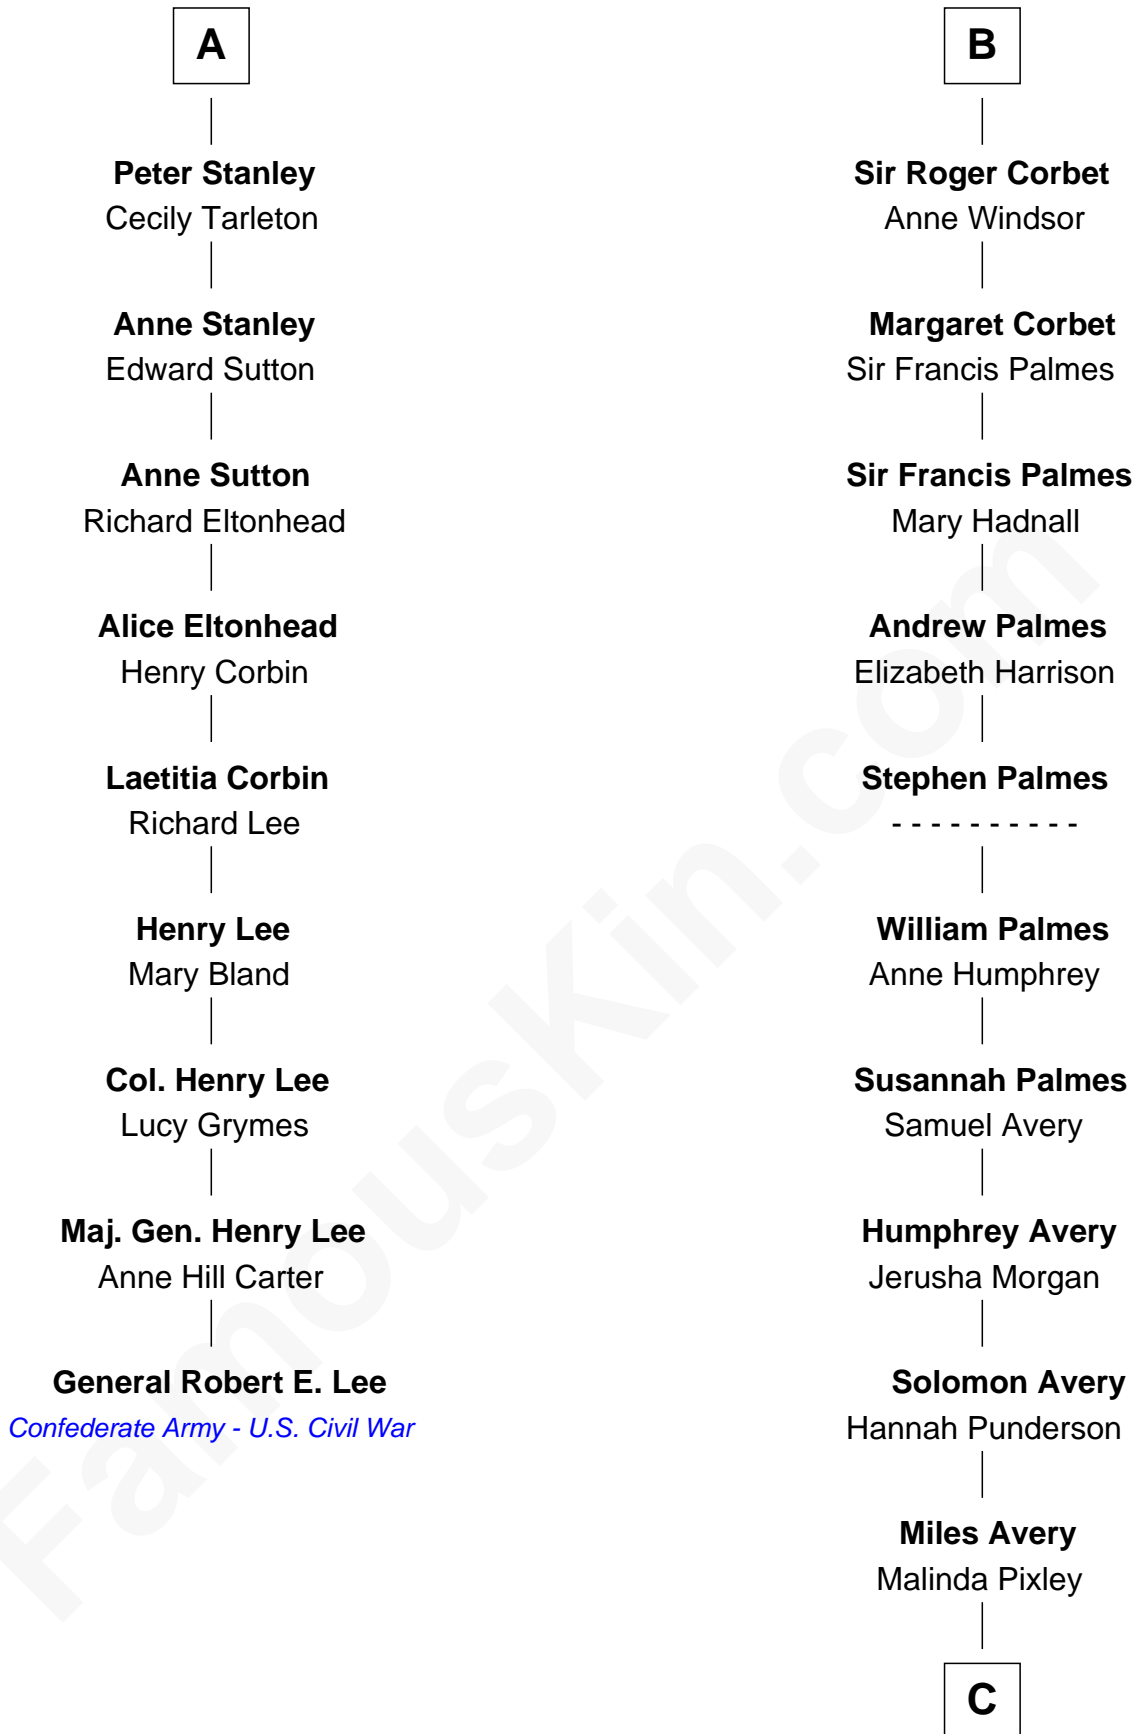 A
Peter Stanley
Cecily Tarleton
Anne Stanley
Edward Sutton
Anne Sutton
Richard Eltonhead
Alice Eltonhead
Henry Corbin
Laetitia Corbin
Richard Lee
Henry Lee
Mary Bland
Col. Henry Lee
Lucy Grymes
Maj. Gen. Henry Lee
Anne Hill Carter
General Robert E. Lee
Confederate Army - U.S. Civil War
B
Sir Roger Corbet
Anne Windsor
Margaret Corbet
Sir Francis Palmes
Sir Francis Palmes
Mary Hadnall
Andrew Palmes
Elizabeth Harrison
Stephen Palmes
- - - - - - - - - -
William Palmes
Anne Humphrey
Susannah Palmes
Samuel Avery
Humphrey Avery
Jerusha Morgan
Solomon Avery
Hannah Punderson
Miles Avery
Malinda Pixley
C
FamousKin.com